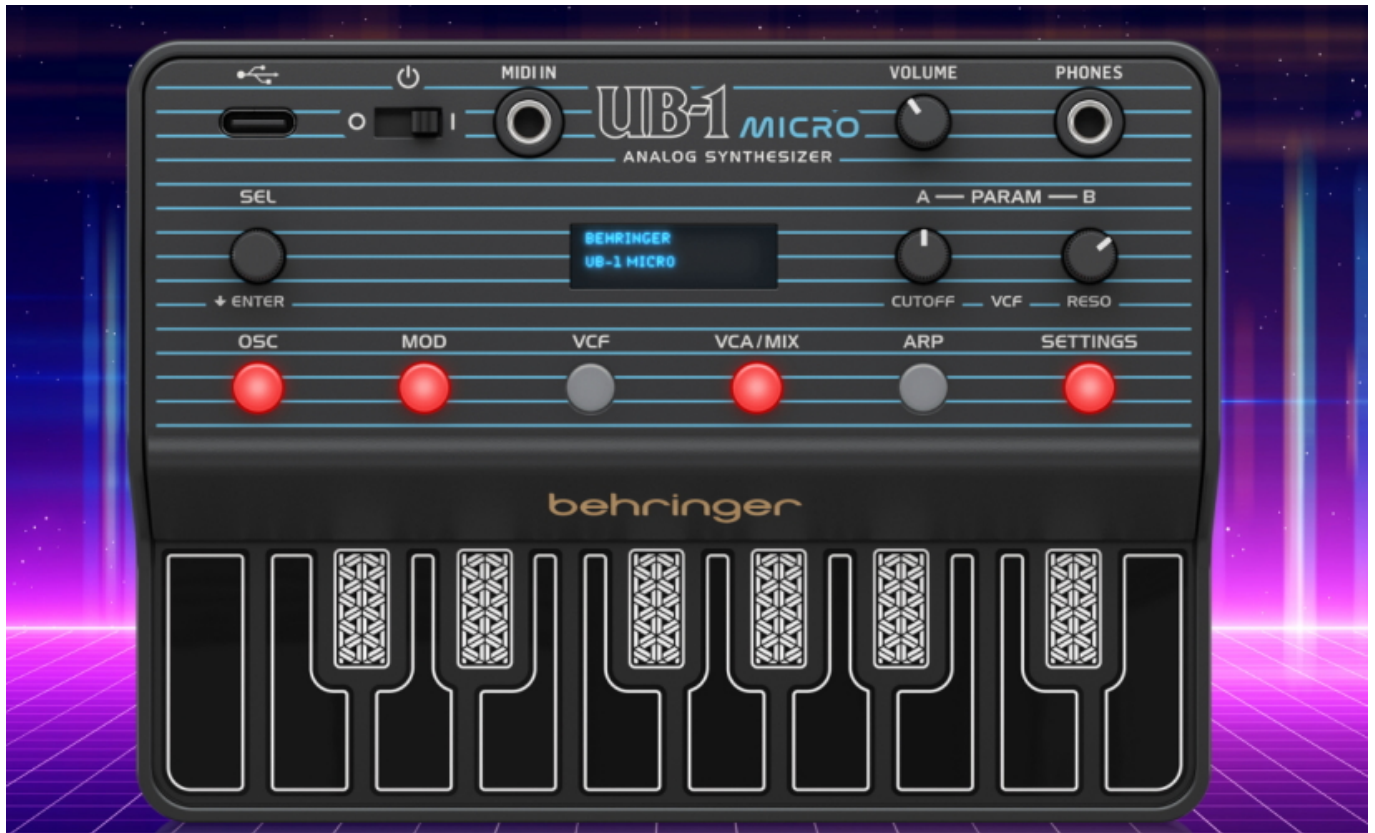 MIDI IN
VOLUME
PHONES
O
I
UB-1 MICRO
ANALOG SYNTHESIZER
SEL
A — PARAM — B
BEHRINGER
UB-1 MICRO
ENTER
CUTOFF — VCF — RESO
OSC
MOD
VCF
VCA/MIX
ARP
SETTINGS
behringer